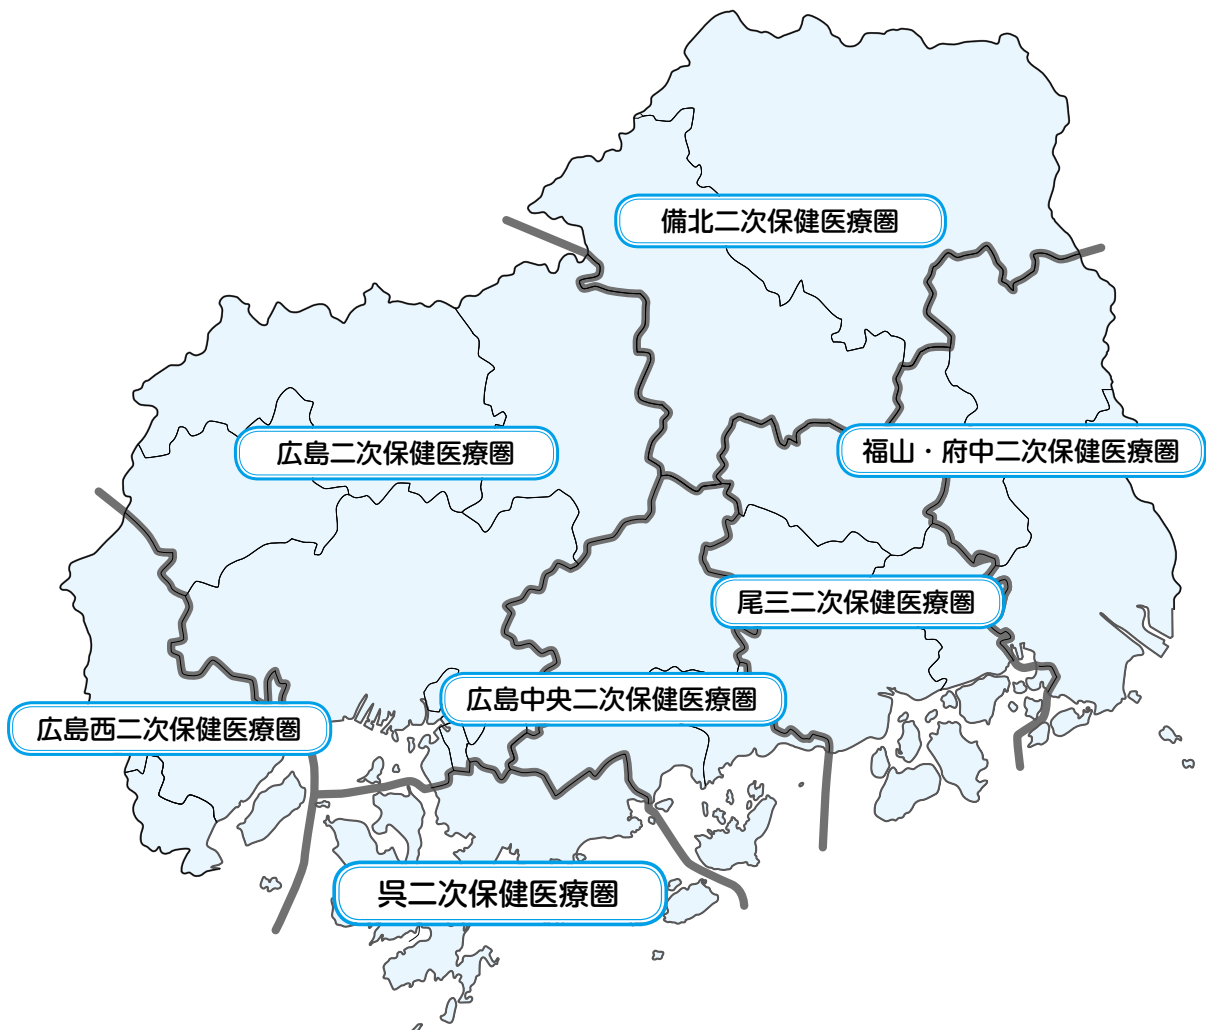 備北二次保健医療圏
広島二次保健医療圏
福山・府中二次保健医療圏
尾三二次保健医療圏
広島中央二次保健医療圏
広島西二次保健医療圏
呉二次保健医療圏